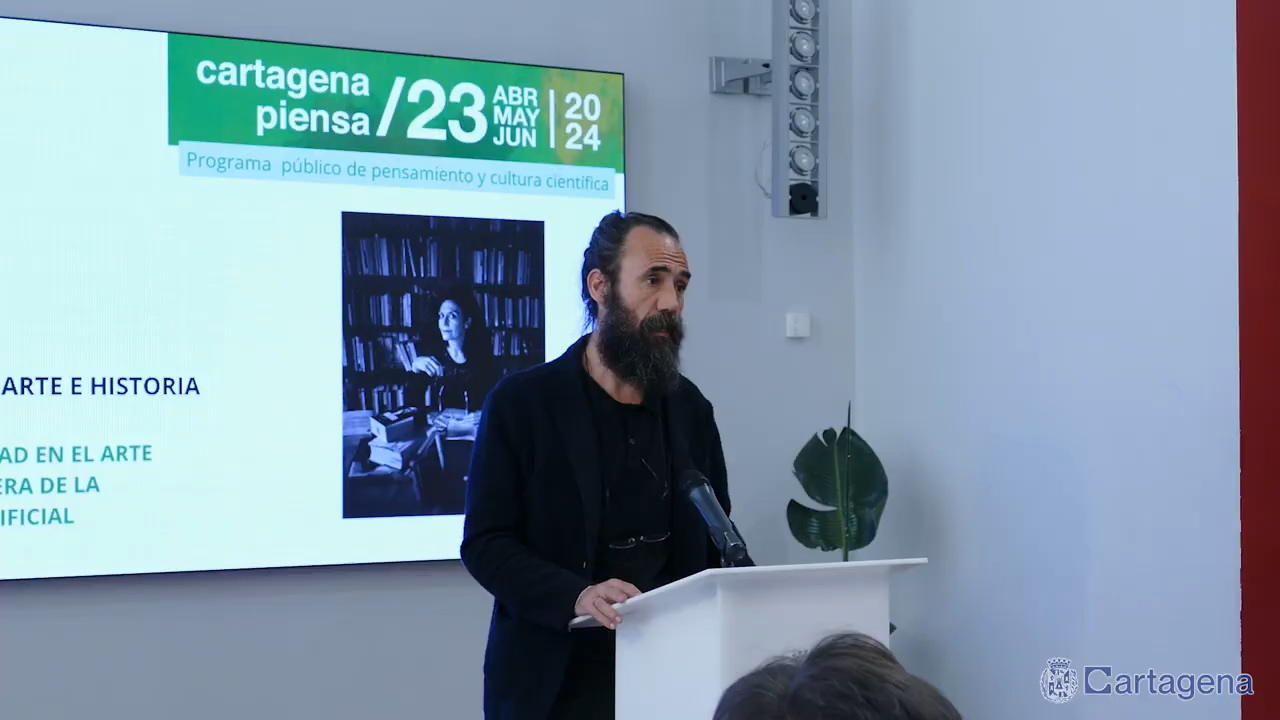 cartagena
piensa
/23
ABR
MAY
JUN
20
24
Programa público de pensamiento y cultura científica
ARTE E HISTORIA
AD EN EL ARTE
ERA DE LA
IFICIAL
Cartagena